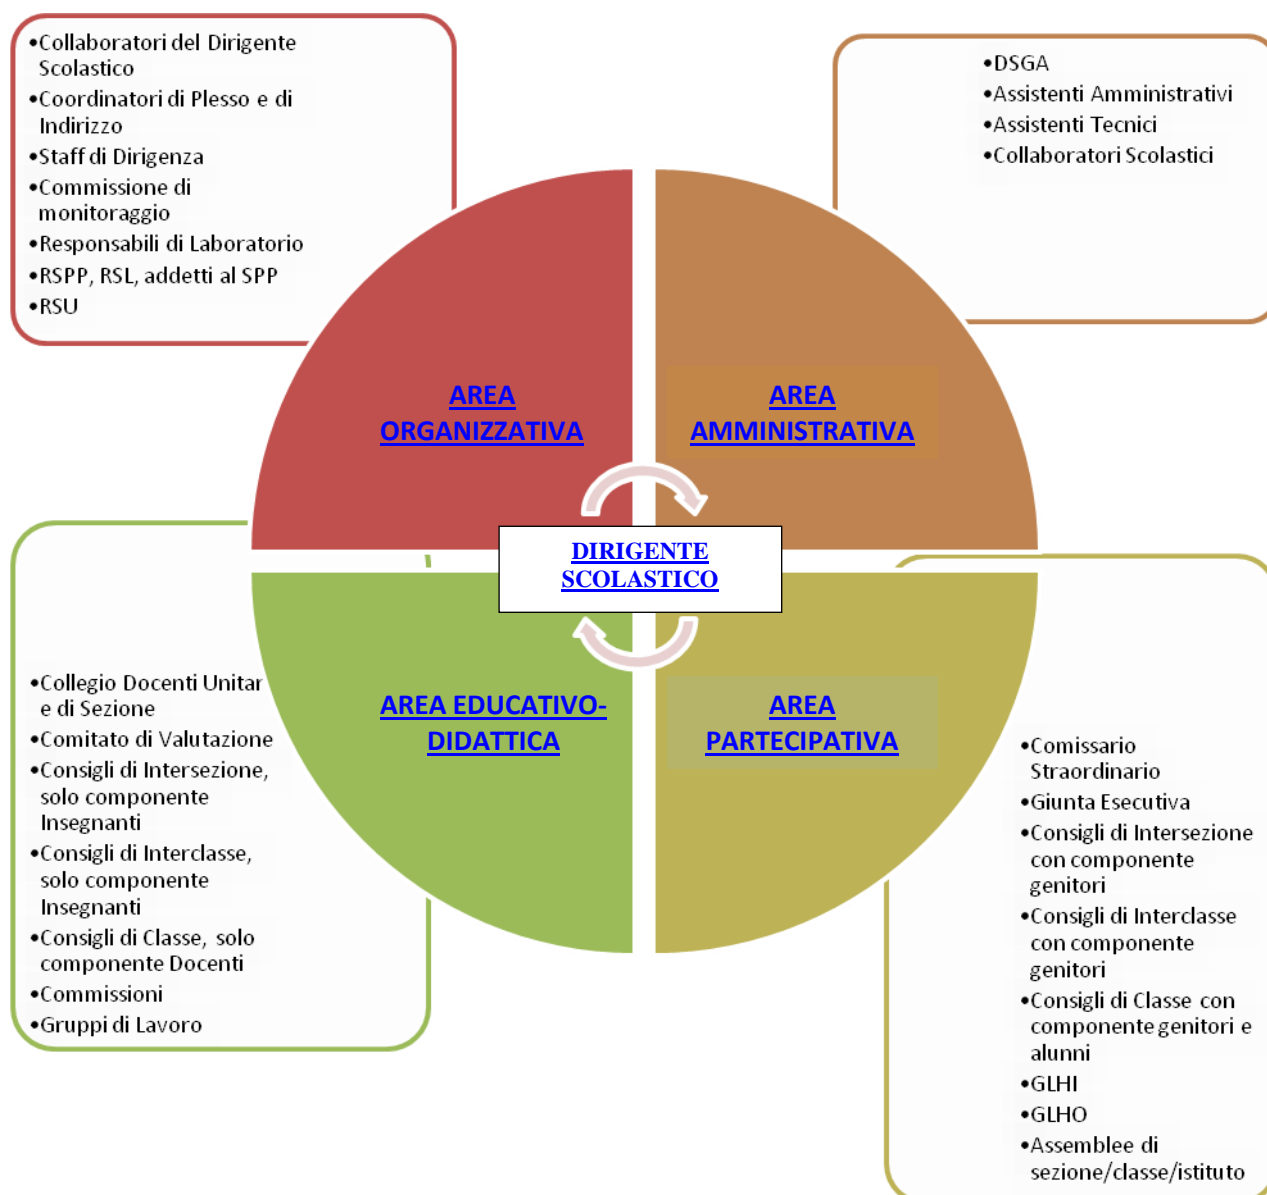 •Collaboratori del Dirigente
Scolastico
•Coordinatori di Plesso e di
Indirizzo
•Staff di Dirigenza
•Commissione di
monitoraggio
•Responsabili di Laboratorio
•RSPP, RSL, addetti al SPP
•RSU
•DSGA
•Assistenti Amministrativi
•Assistenti Tecnici
•Collaboratori Scolastici
AREA
ORGANIZZATIVA
AREA
AMMINISTRATIVA
DIRIGENTE
SCOLASTICO
AREA EDUCATIVO-
DIDATTICA
AREA
PARTECIPATIVA
•Collegio Docenti Unitar
e di Sezione
•Comitato di Valutazione
•Consigli di Intersezione,
solo componente
Insegnanti
•Consigli di Interclasse,
solo componente
Insegnanti
•Consigli di Classe, solo
componente Docenti
•Commissioni
•Gruppi di Lavoro
•Comissario
Straordinario
•Giunta Esecutiva
•Consigli di Intersezione
con componente
genitori
•Consigli di Interclasse
con componente
genitori
•Consigli di Classe con
componente genitori e
alunni
•GLHI
•GLHO
•Assemblee di
sezione/classe/istituto